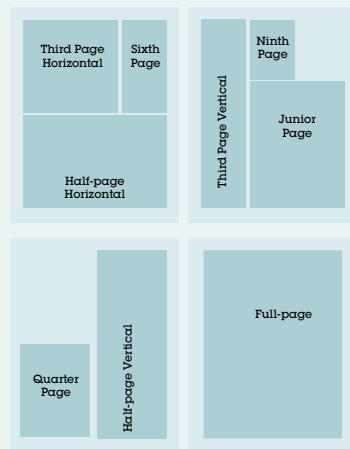 Third Page
Horizontal
Sixth
Page
Half-page
Horizontal
Third Page Vertical
Ninth
Page
Junior
Page
Quarter
Page
Half-page Vertical
Full-page